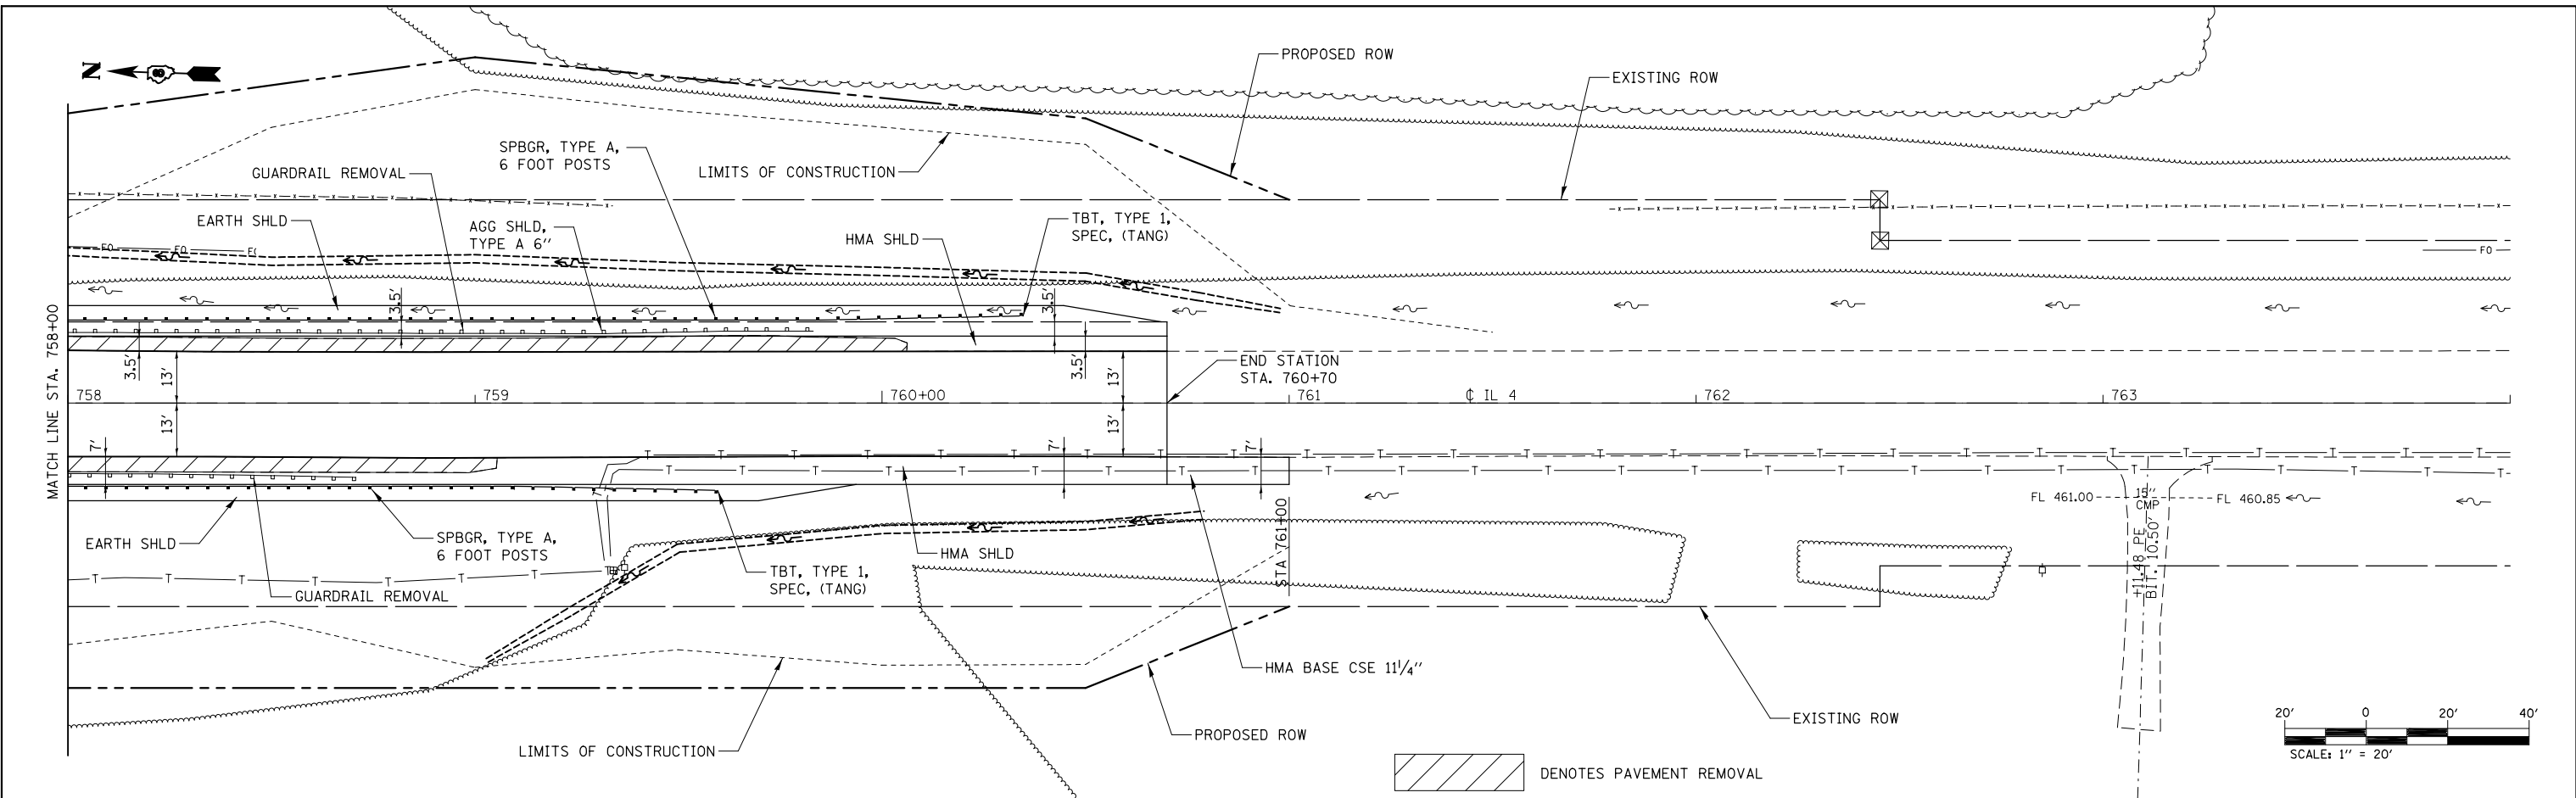 N
PROPOSED ROW
EXISTING ROW
SPBGR, TYPE A,
6 FOOT POSTS
LIMITS OF CONSTRUCTION
GUARDRAIL REMOVAL
EARTH SHLD
AGG SHLD,
TYPE A 6"
HMA SHLD
TBT, TYPE 1,
SPEC, (TANG)
FO
FO
FO
3.5'
3.5'
3.5'
3.5'
13'
13'
END STATION
STA. 760+70
MATCH LINE STA. 758+00
758
759
760+00
761
℄ IL 4
762
763
13'
13'
7'
7'
7'
T T T T T T T T T T T T T T T T T T T T T T T T T T
T T T T T T T T T T T T T T T T T T T T T T T T
FL 461.00
15"
CMP
FL 460.85
+11.48 PE
BIT. 10.50'
EARTH SHLD
SPBGR, TYPE A,
6 FOOT POSTS
HMA SHLD
TBT, TYPE 1,
SPEC, (TANG)
STA. 761+00
T T T T T T T T
GUARDRAIL REMOVAL
HMA BASE CSE 11¼"
EXISTING ROW
PROPOSED ROW
LIMITS OF CONSTRUCTION
DENOTES PAVEMENT REMOVAL
20' 0 20' 40'
SCALE: 1" = 20'